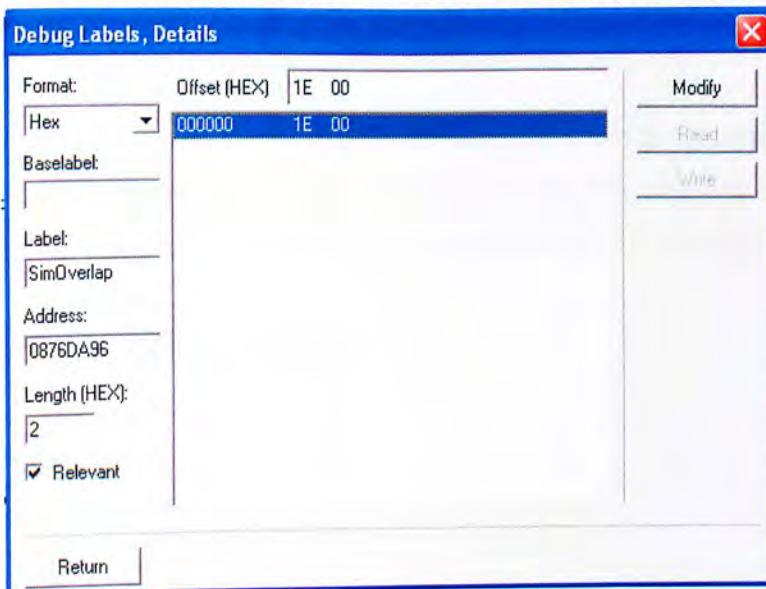 Debug Labels, Details
Format:
Offset (HEX) 1E 00
Modify
Hex
000000 1E 00
Read
Baselabel:
Write
Label:
SimOverlap
Address:
0876DA96
Length (HEX):
2
Relevant
Return